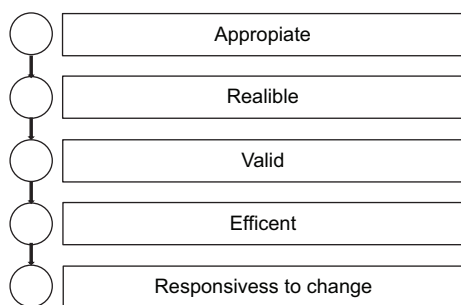 Appropiate
Realible
Valid
Efficent
Responsivess to change